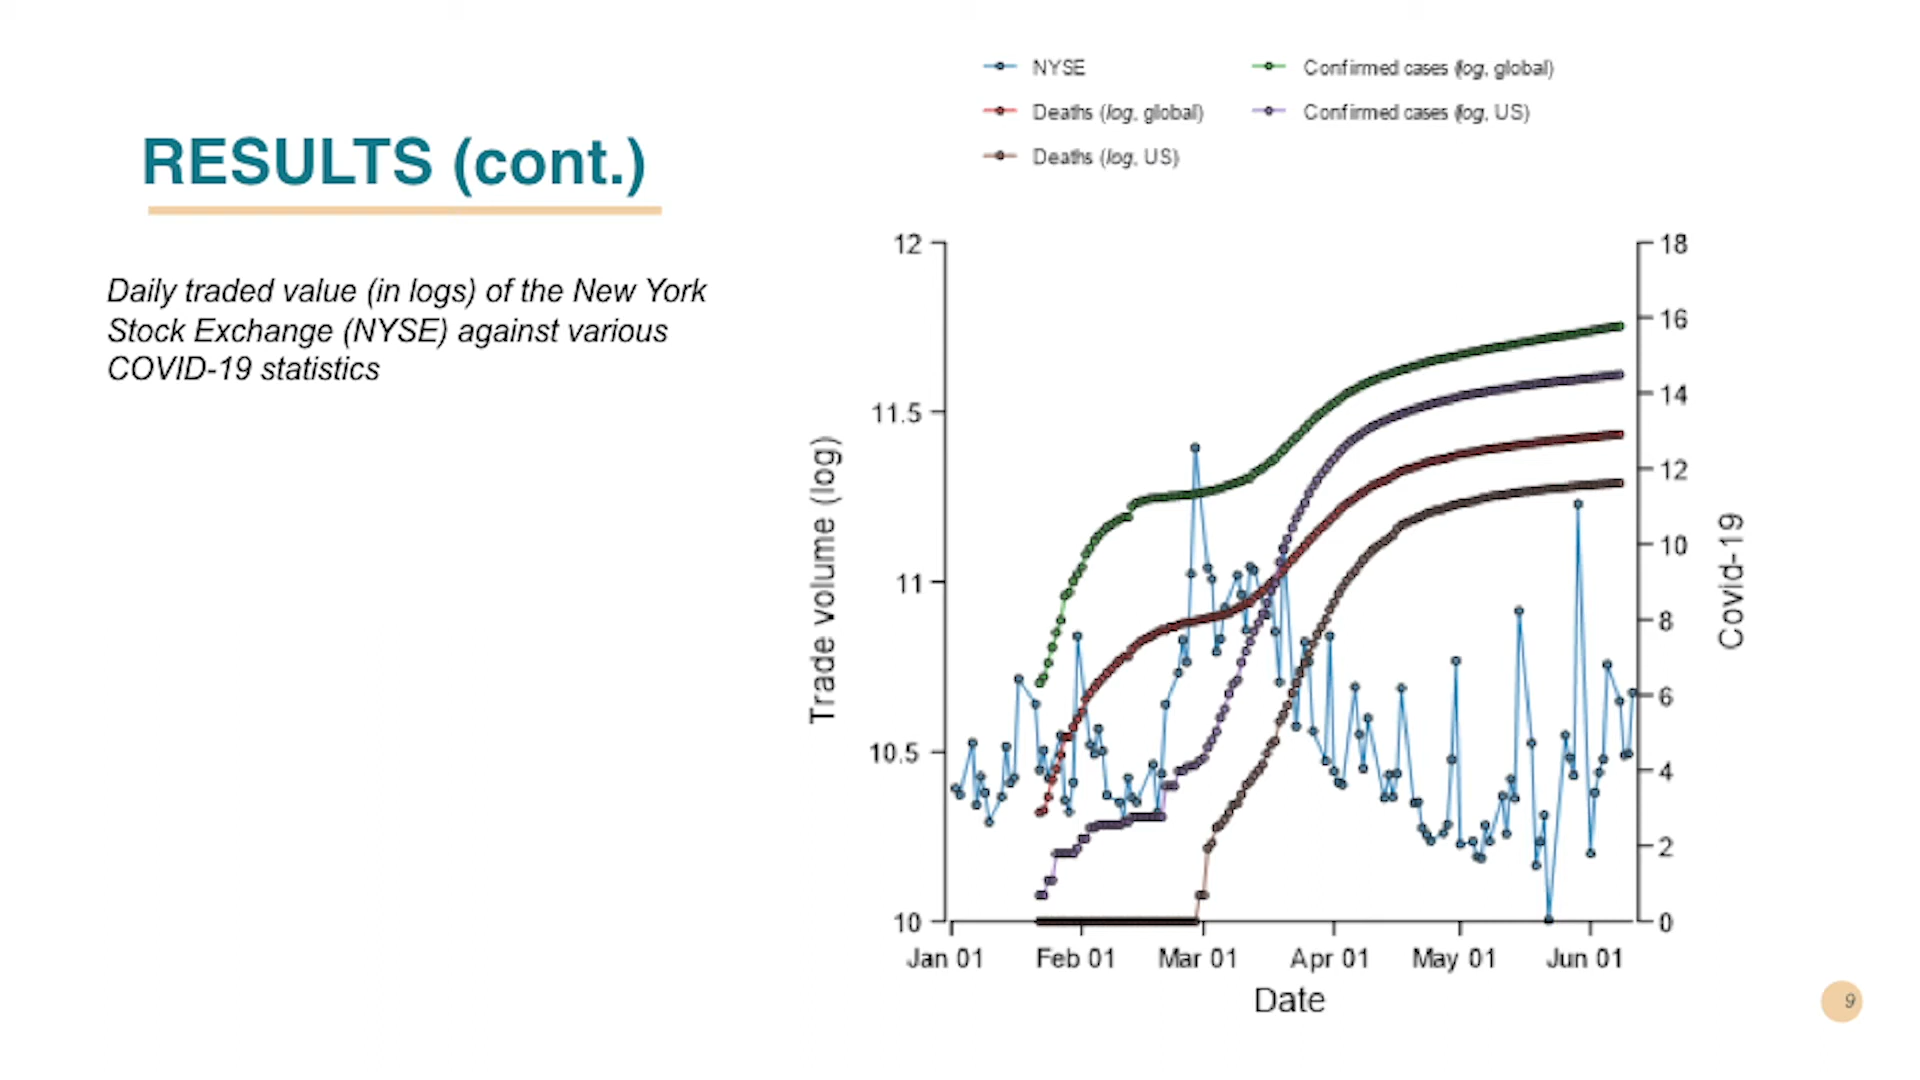 RESULTS (cont.)
Daily traded value (in logs) of the New York
Stock Exchange (NYSE) against various
COVID-19 statistics
NYSE
Confirmed cases (log, global)
Deaths (log, global)
Confirmed cases (log, US)
Deaths (log, US)
12
11.5
11
10.5
10
Trade volume (log)
18
16
14
12
10
8
6
4
2
0
Covid-19
Jan 01
Feb 01
Mar 01
Apr 01
May 01
Jun 01
Date
9